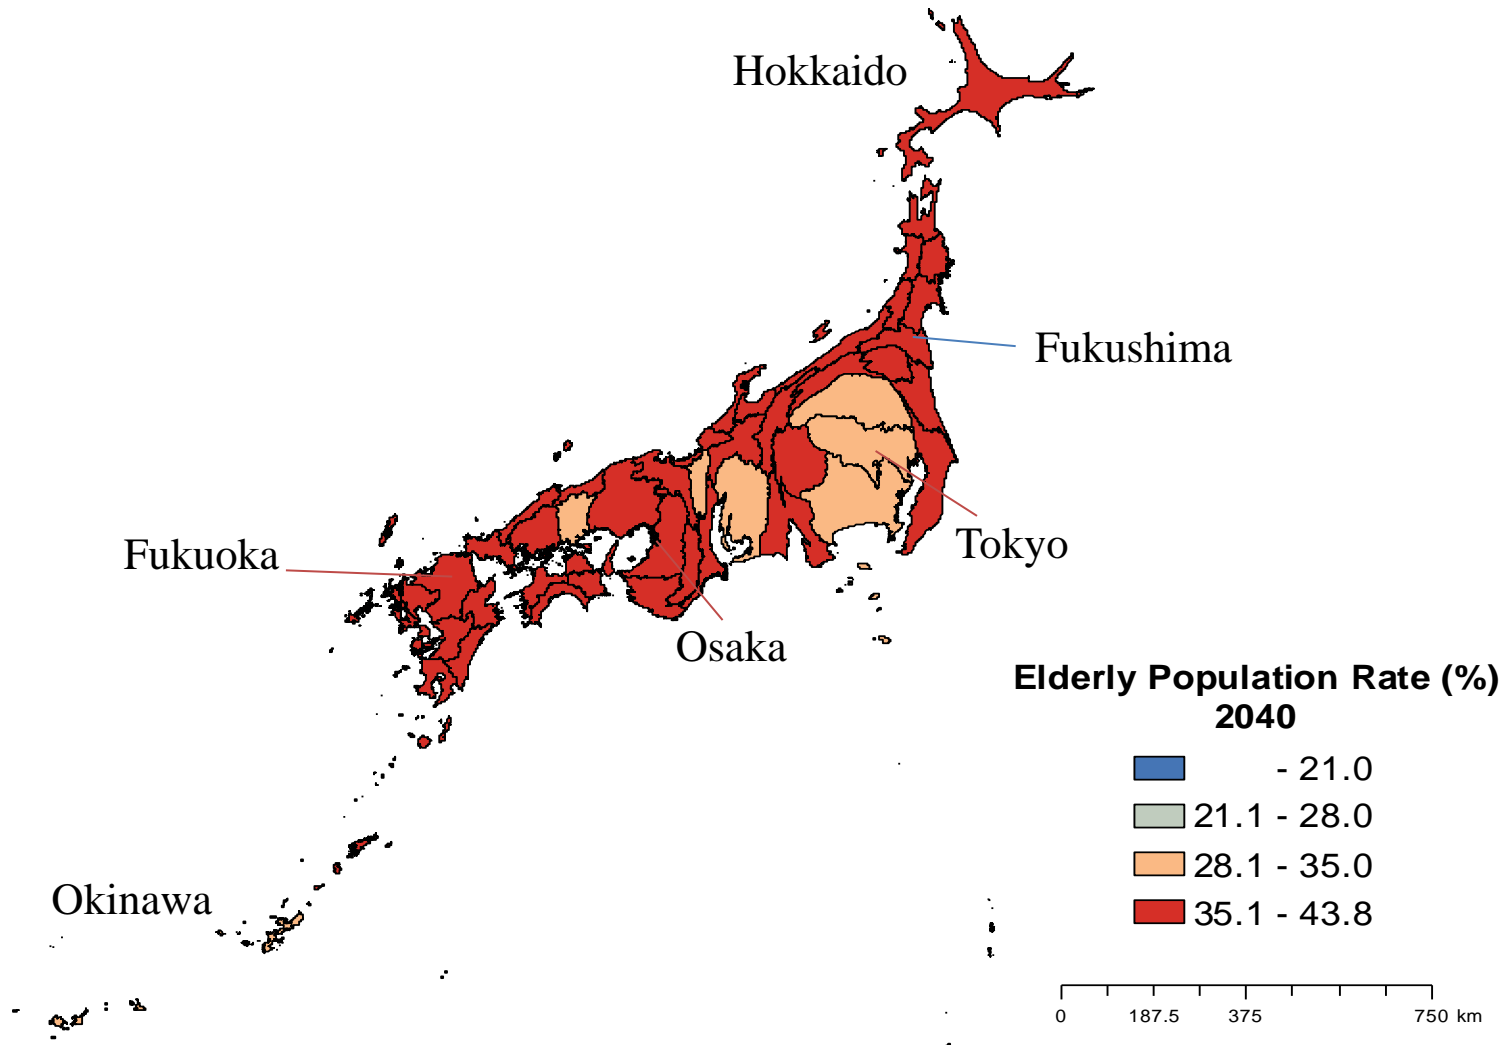 Hokkaido
Fukushima
Tokyo
Fukuoka
Osaka
Elderly Population Rate (%)
2040
- 21.0
21.1 - 28.0
28.1 - 35.0
35.1 - 43.8
Okinawa
0 187.5 375 750 km